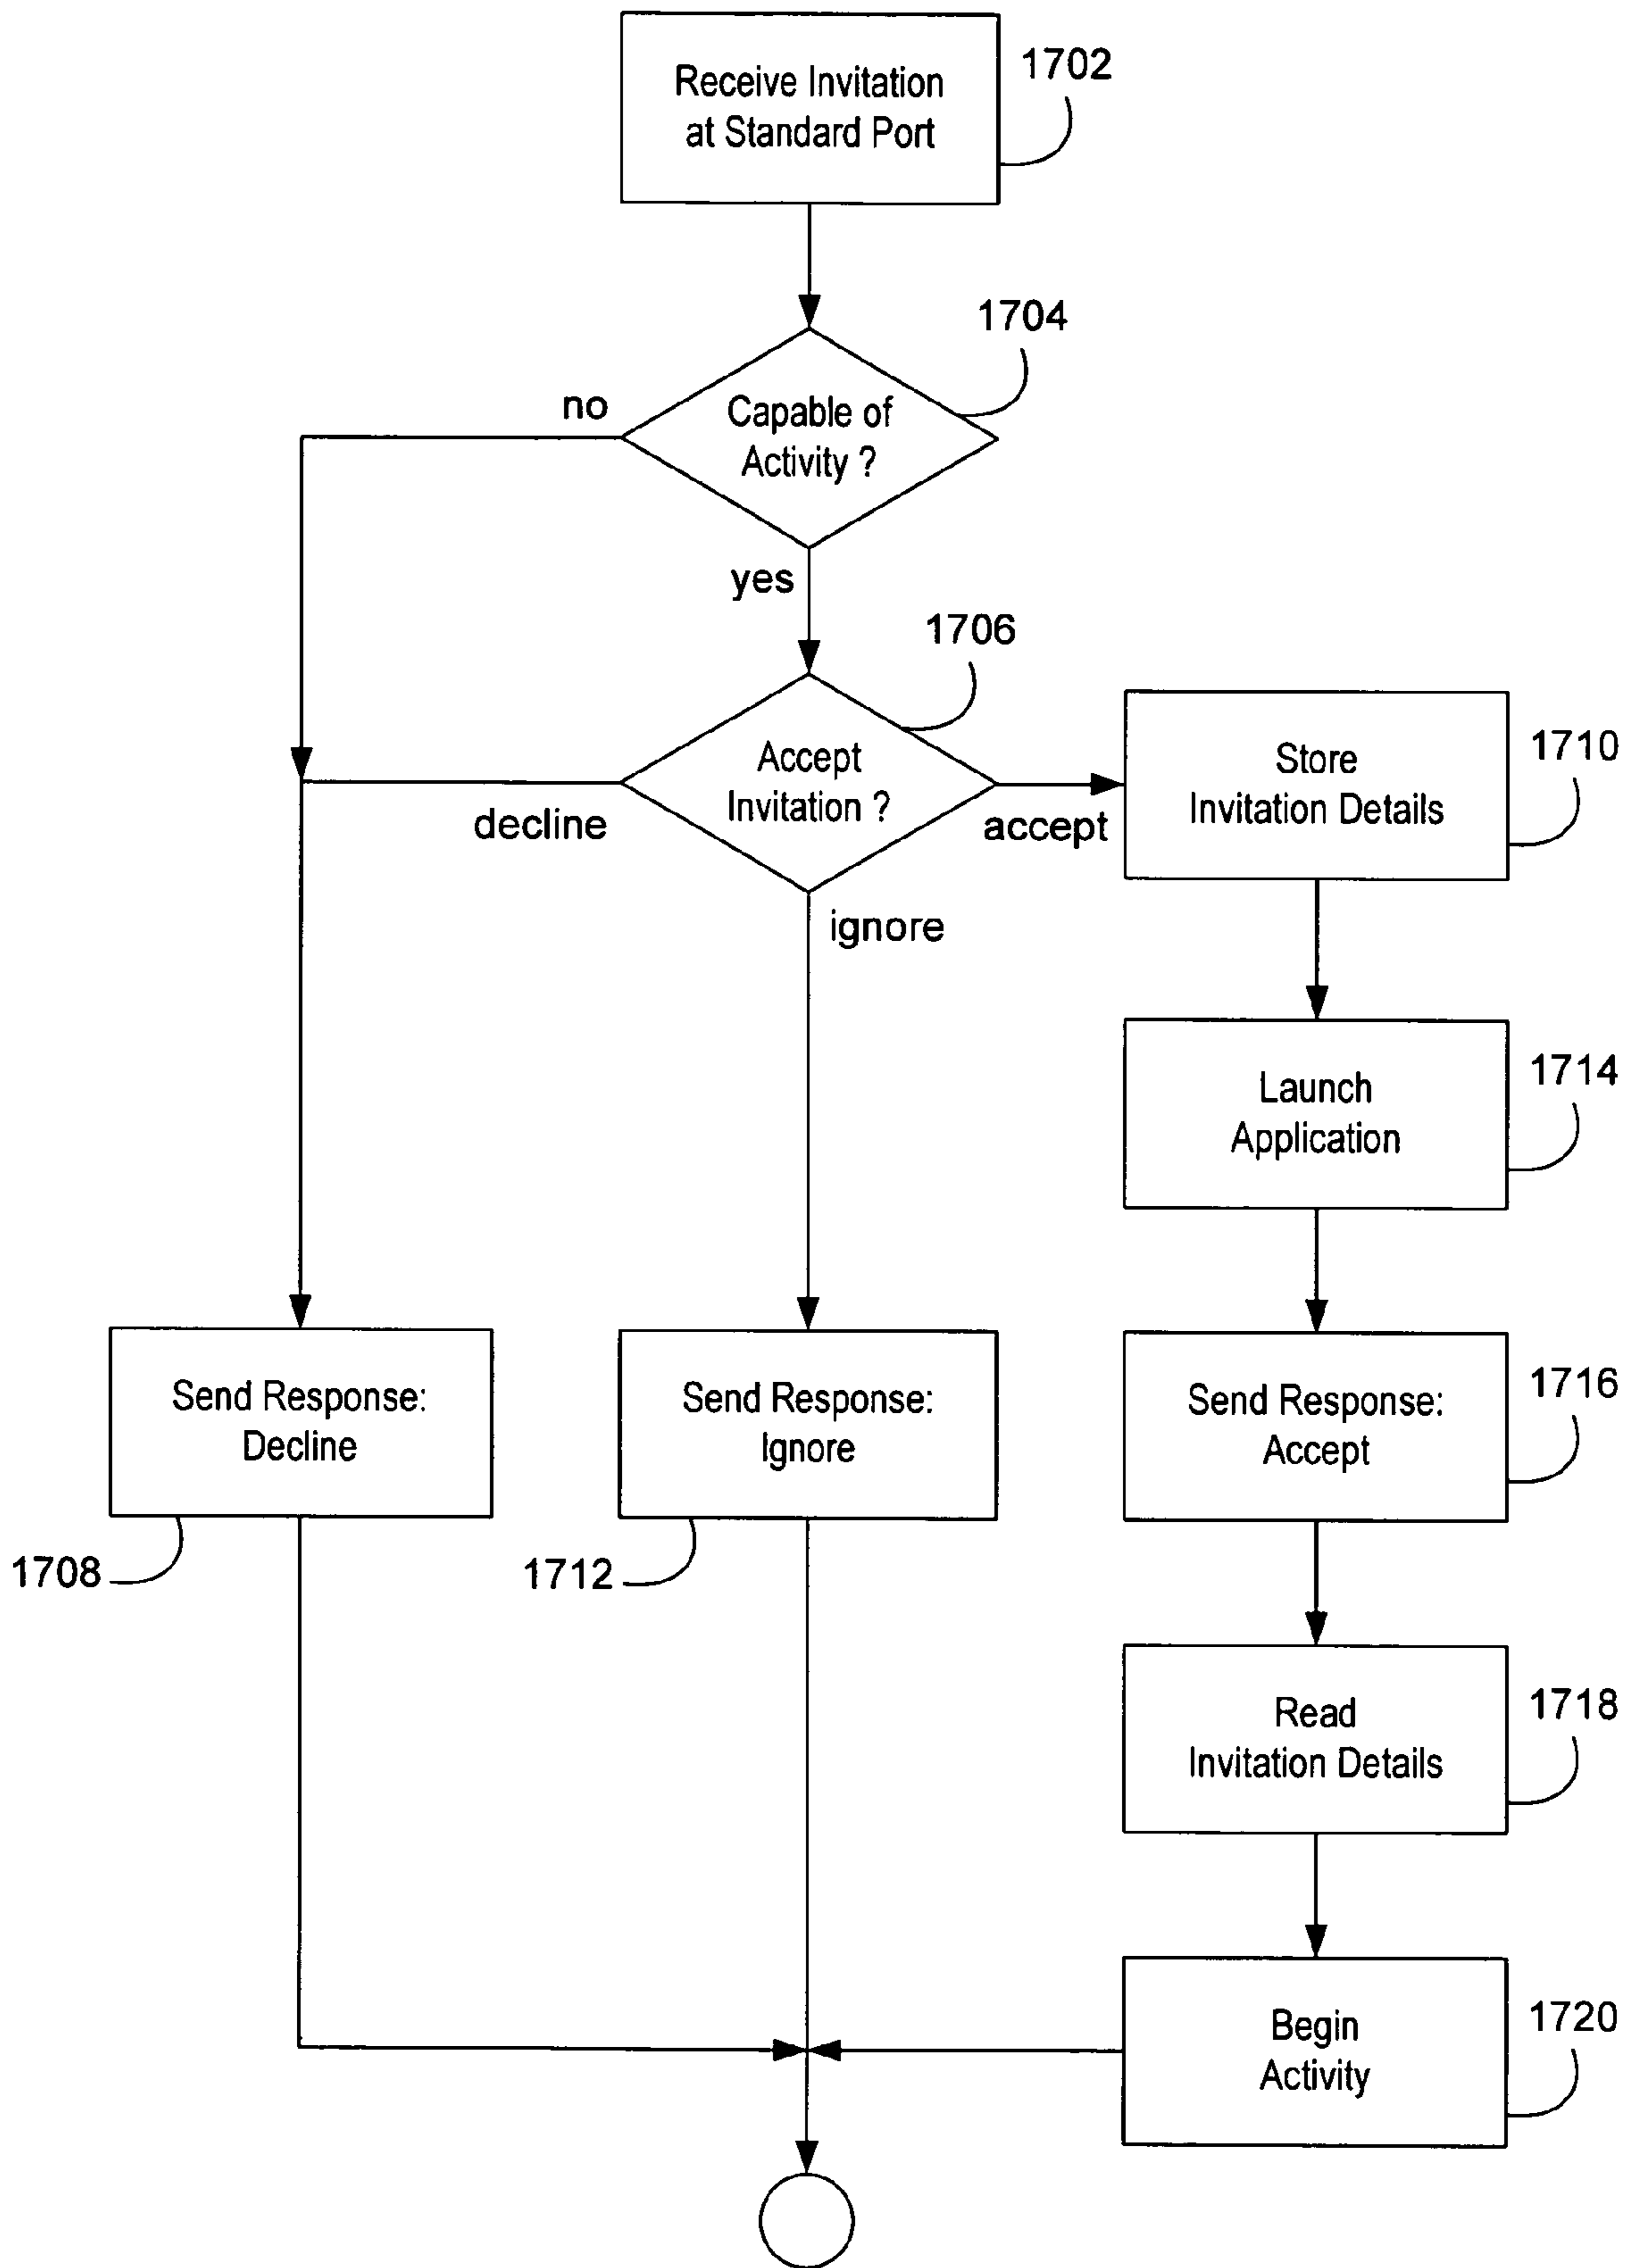 Receive Invitation
at Standard Port
1702
1704
no
Capable of
Activity ?
yes
1706
Accept
Invitation ?
decline
accept
ignore
Store
Invitation Details
1710
Launch
Application
1714
Send Response:
Decline
1708
Send Response:
Ignore
1712
Send Response:
Accept
1716
Read
Invitation Details
1718
Begin
Activity
1720